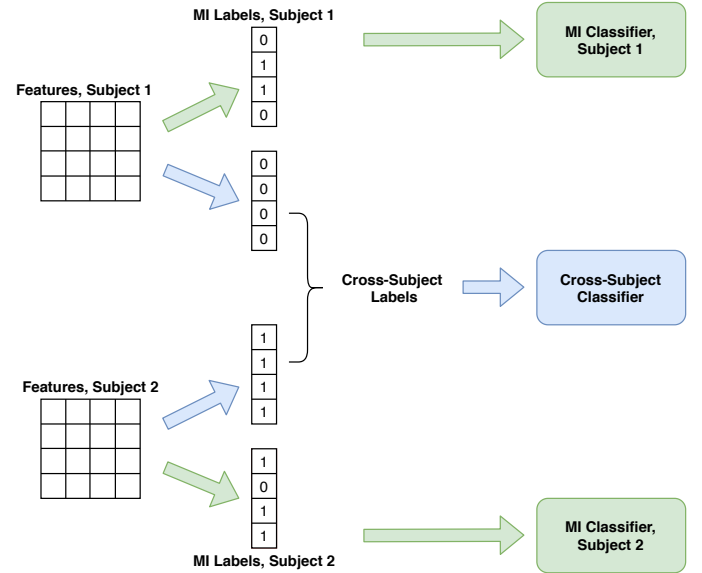 MI Labels, Subject 1
0
1
1
0
MI Classifier,
Subject 1
Features, Subject 1
0
0
0
0
Cross-Subject
Labels
Cross-Subject
Classifier
1
1
1
1
Features, Subject 2
1
0
1
1
MI Labels, Subject 2
MI Classifier,
Subject 2